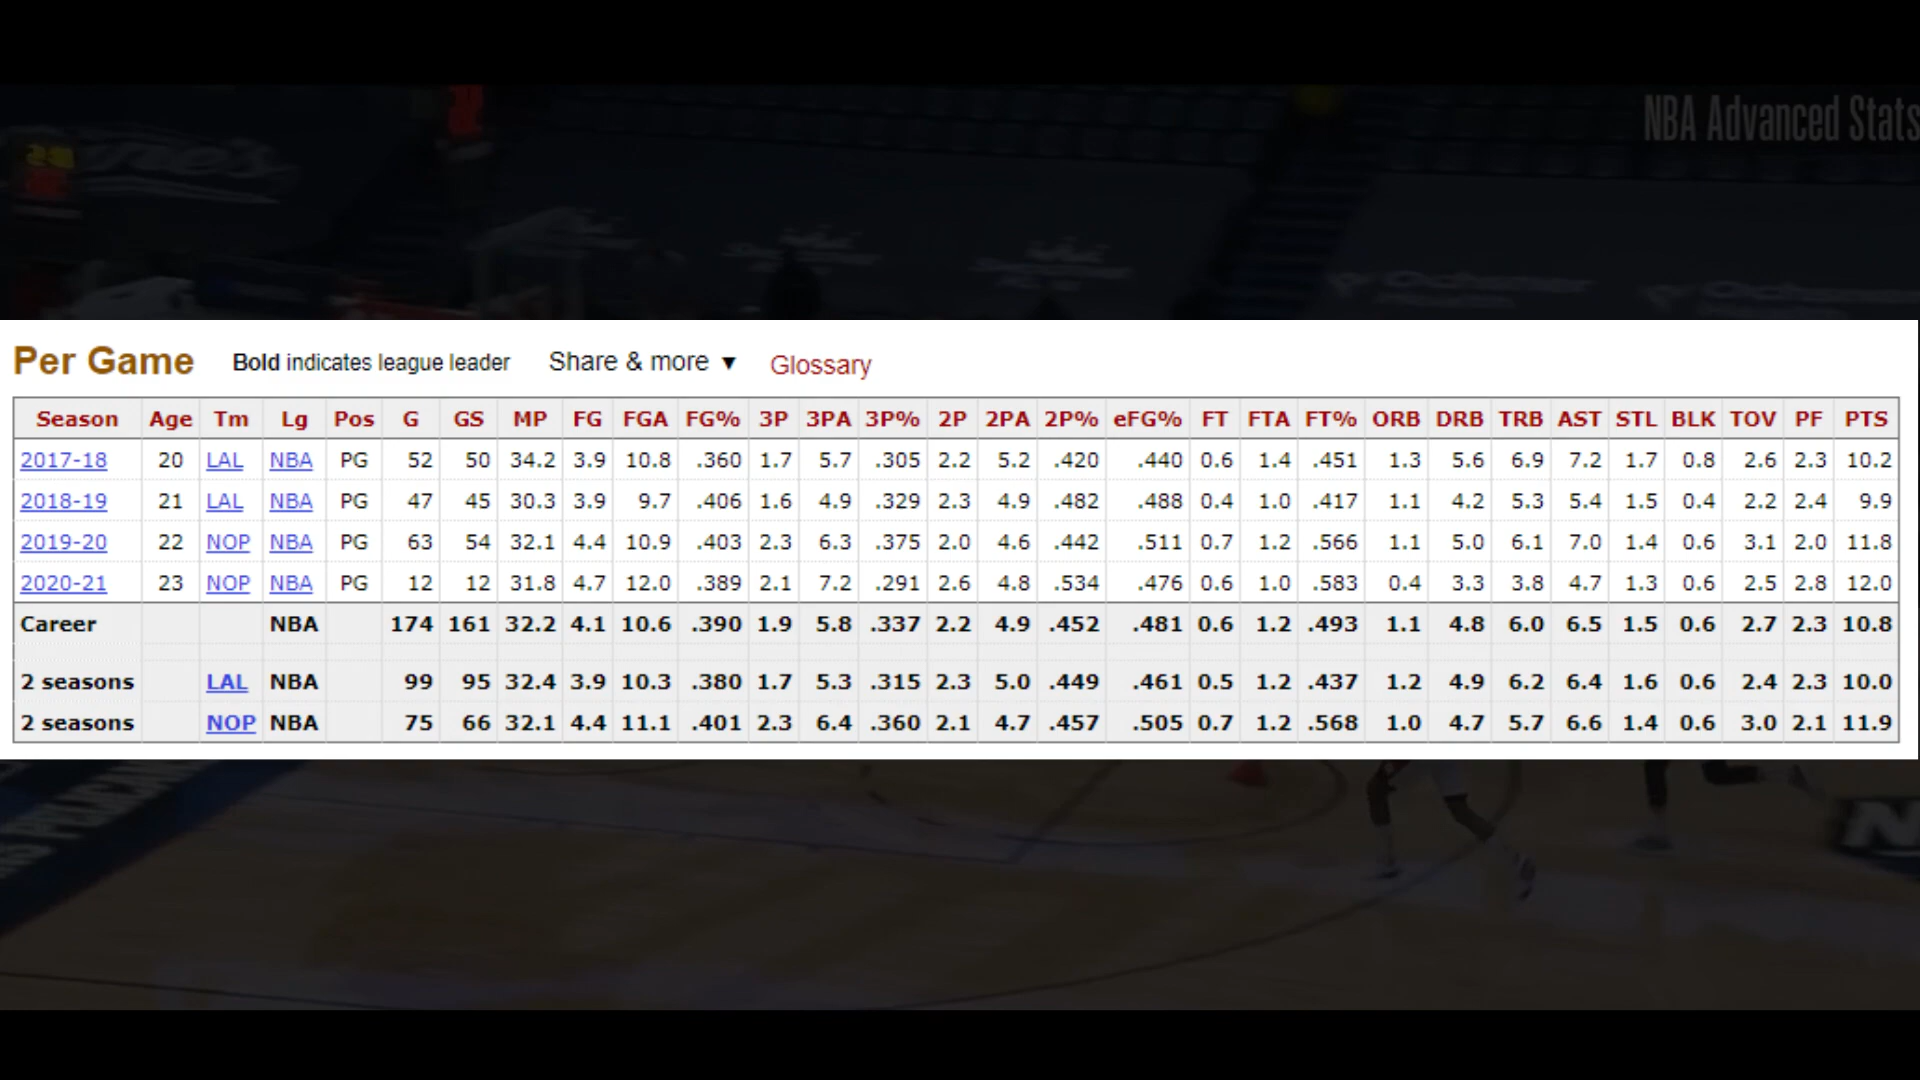 NBA Advanced Stats
Per Game Bold indicates league leader Share & more ▼ Glossary
Season Age Tm Lg Pos G GS MP FG FGA FG% 3P 3PA 3P% 2P 2PA 2P% eFG% FT FTA FT% ORB DRB TRB AST STL BLK TOV PF PTS
2017-18 20 LAL NBA PG 52 50 34.2 3.9 10.8 .360 1.7 5.7 .305 2.2 5.2 .420 .440 0.6 1.4 .451 1.3 5.6 6.9 7.2 1.7 0.8 2.6 2.3 10.2
2018-19 21 LAL NBA PG 47 45 30.3 3.9 9.7 .406 1.6 4.9 .329 2.3 4.9 .482 .488 0.4 1.0 .417 1.1 4.2 5.3 5.4 1.5 0.4 2.2 2.4 9.9
2019-20 22 NOP NBA PG 63 54 32.1 4.4 10.9 .403 2.3 6.3 .375 2.0 4.6 .442 .511 0.7 1.2 .566 1.1 5.0 6.1 7.0 1.4 0.6 3.1 2.0 11.8
2020-21 23 NOP NBA PG 12 12 31.8 4.7 12.0 .389 2.1 7.2 .291 2.6 4.8 .534 .476 0.6 1.0 .583 0.4 3.3 3.8 4.7 1.3 0.6 2.5 2.8 12.0
Career NBA 174 161 32.2 4.1 10.6 .390 1.9 5.8 .337 2.2 4.9 .452 .481 0.6 1.2 .493 1.1 4.8 6.0 6.5 1.5 0.6 2.7 2.3 10.8
2 seasons LAL NBA 99 95 32.4 3.9 10.3 .380 1.7 5.3 .315 2.3 5.0 .449 .461 0.5 1.2 .437 1.2 4.9 6.2 6.4 1.6 0.6 2.4 2.3 10.0
2 seasons NOP NBA 75 66 32.1 4.4 11.1 .401 2.3 6.4 .360 2.1 4.7 .457 .505 0.7 1.2 .568 1.0 4.7 5.7 6.6 1.4 0.6 3.0 2.1 11.9